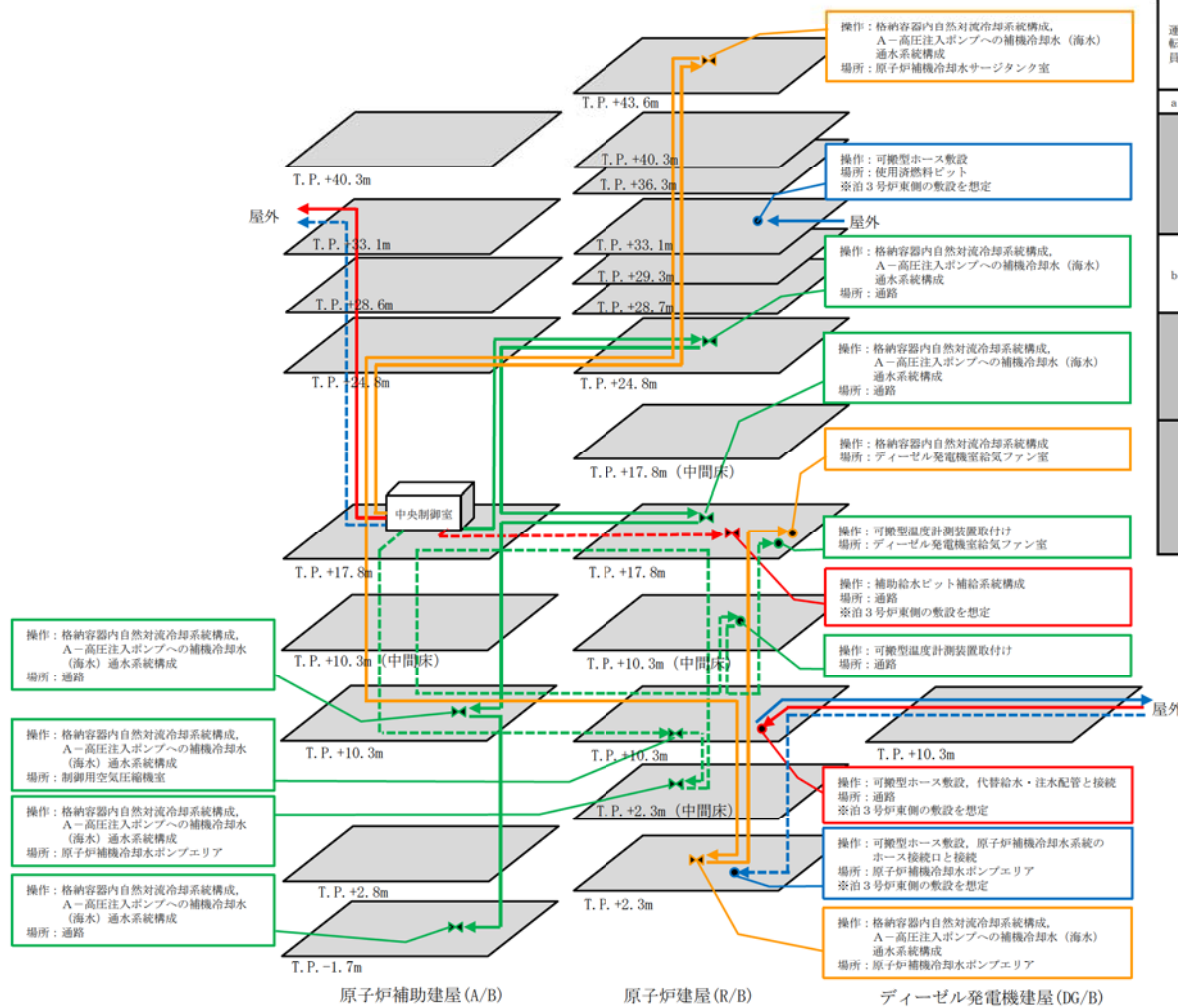 操作：格納容器内自然対流冷却系統構成，
A－高圧注入ポンプへの補機冷却水（海水）
通水系統構成
場所：原子炉補機冷却水サージタンク室
運
転
員
a
b
T.P.+43.6m
T.P.+40.3m
T.P.+40.3m
T.P.+36.3m
操作：可搬型ホース敷設
場所：使用済燃料ピット
※泊３号炉東側の敷設を想定
屋外
屋外
T.P.+33.1m
T.P.+33.1m
T.P.+29.3m
T.P.+28.6m
T.P.+28.7m
操作：格納容器内自然対流冷却系統構成，
A－高圧注入ポンプへの補機冷却水（海水）
通水系統構成
場所：通路
T.P.+24.8m
T.P.+24.8m
操作：格納容器内自然対流冷却系統構成，
A－高圧注入ポンプへの補機冷却水（海水）
通水系統構成
場所：通路
T.P.+17.8m（中間床）
操作：格納容器内自然対流冷却系統構成
場所：ディーゼル発電機室給気ファン室
中央制御室
操作：可搬型温度計測装置取付け
場所：ディーゼル発電機室給気ファン室
T.P.+17.8m
T.P.+17.8m
操作：補助給水ピット補給系統構成
場所：通路
※泊３号炉東側の敷設を想定
操作：可搬型温度計測装置取付け
場所：通路
T.P.+10.3m（中間床）
T.P.+10.3m（中間床）
操作：格納容器内自然対流冷却系統構成，
A－高圧注入ポンプへの補機冷却水
（海水）通水系統構成
場所：通路
屋外
T.P.+10.3m
T.P.+10.3m
T.P.+10.3m
操作：格納容器内自然対流冷却系統構成，
A－高圧注入ポンプへの補機冷却水
（海水）通水系統構成
場所：制御用空気圧縮機室
操作：可搬型ホース敷設，代替給水・注水配管と接続
場所：通路
※泊３号炉東側の敷設を想定
T.P.+2.3m（中間床）
操作：格納容器内自然対流冷却系統構成，
A－高圧注入ポンプへの補機冷却水
（海水）通水系統構成
場所：原子炉補機冷却水ポンプエリア
操作：可搬型ホース敷設，原子炉補機冷却水系統の
ホース接続口と接続
場所：原子炉補機冷却水ポンプエリア
※泊３号炉東側の敷設を想定
T.P.+2.8m
T.P.+2.3m
操作：格納容器内自然対流冷却系統構成，
A－高圧注入ポンプへの補機冷却水
（海水）通水系統構成
場所：通路
操作：格納容器内自然対流冷却系統構成，
A－高圧注入ポンプへの補機冷却水（海水）
通水系統構成
場所：原子炉補機冷却水ポンプエリア
T.P.-1.7m
原子炉補助建屋(A/B)
原子炉建屋(R/B)
ディーゼル発電機建屋(DG/B)